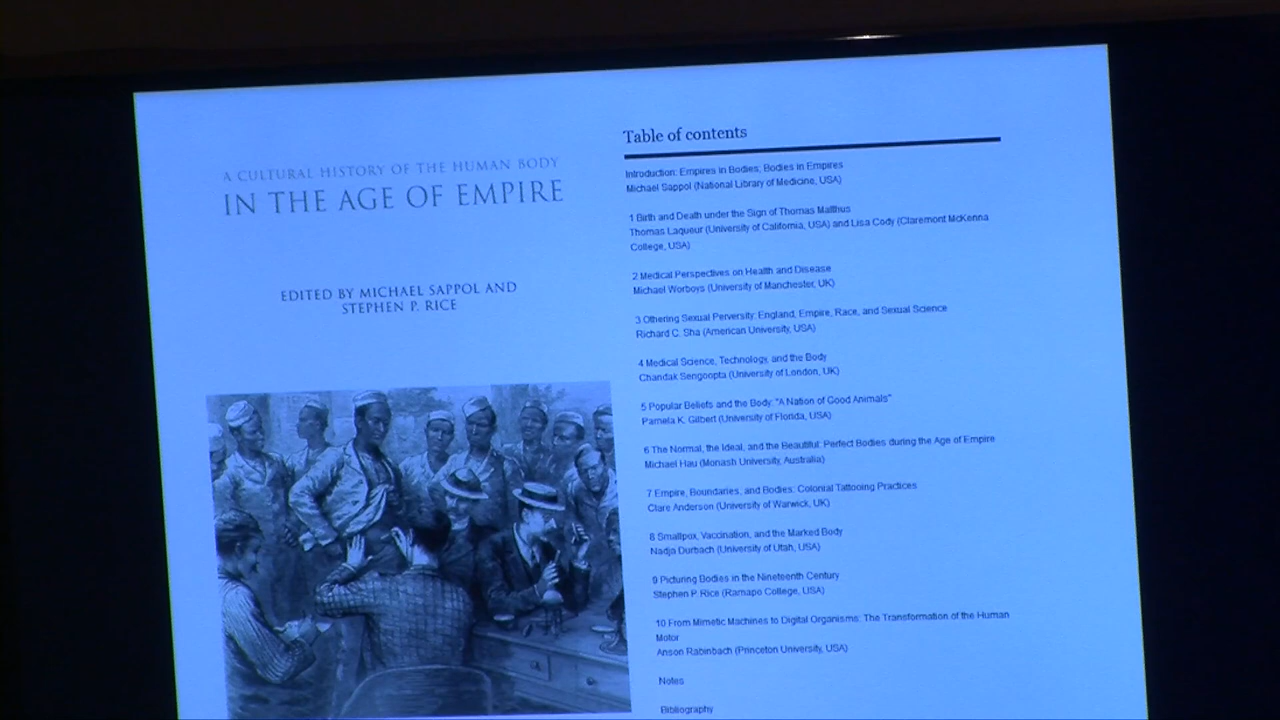 A CULTURAL HISTORY OF THE HUMAN BODY
IN THE AGE OF EMPIRE
EDITED BY MICHAEL SAPPOL AND
STEPHEN P. RICE
Table of contents
Introduction: Empires in Bodies; Bodies in Empires
Michael Sappol (National Library of Medicine, USA)
1 Birth and Death under the Sign of Thomas Malthus
Thomas Laqueur (University of California, USA) and Lisa Cody (Claremont McKenna
College, USA)
2 Medical Perspectives on Health and Disease
Michael Worboys (University of Manchester, UK)
3 Othering Sexual Perversity: England, Empire, Race, and Sexual Science
Richard C. Sha (American University, USA)
4 Medical Science, Technology, and the Body
Chandak Sengoopta (University of London, UK)
5 Popular Beliefs and the Body: "A Nation of Good Animals"
Pamela K. Gilbert (University of Florida, USA)
6 The Normal, the Ideal, and the Beautiful: Perfect Bodies during the Age of Empire
Michael Hau (Monash University, Australia)
7 Empire, Boundaries, and Bodies: Colonial Tattooing Practices
Clare Anderson (University of Warwick, UK)
8 Smallpox, Vaccination, and the Marked Body
Nadja Durbach (University of Utah, USA)
9 Picturing Bodies in the Nineteenth Century
Stephen P. Rice (Ramapo College, USA)
10 From Mimetic Machines to Digital Organisms: The Transformation of the Human
Motor
Anson Rabinbach (Princeton University, USA)
Notes
Bibliography